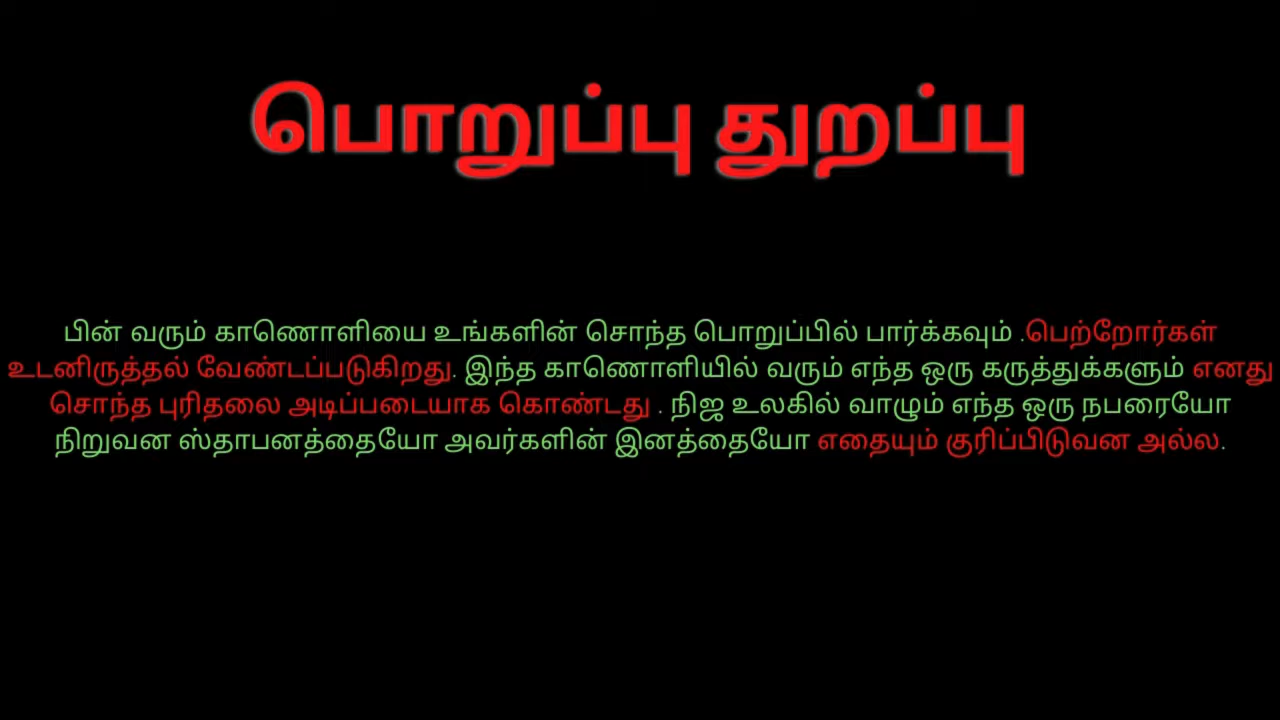 பொறுப்பு துறப்பு
பின் வரும் காணொளியை உங்களின் சொந்த பொறுப்பில் பார்க்கவும் .பெற்றோர்கள்
உடனிருத்தல் வேண்டப்படுகிறது. இந்த காணொளியில் வரும் எந்த ஒரு கருத்துக்களும் எனது
சொந்த புரிதலை அடிப்படையாக கொண்டது . நிஜ உலகில் வாழும் எந்த ஒரு நபரையோ
நிறுவன ஸ்தாபனத்தையோ அவர்களின் இனத்தையோ எதையும் குரிப்பிடுவன அல்ல.